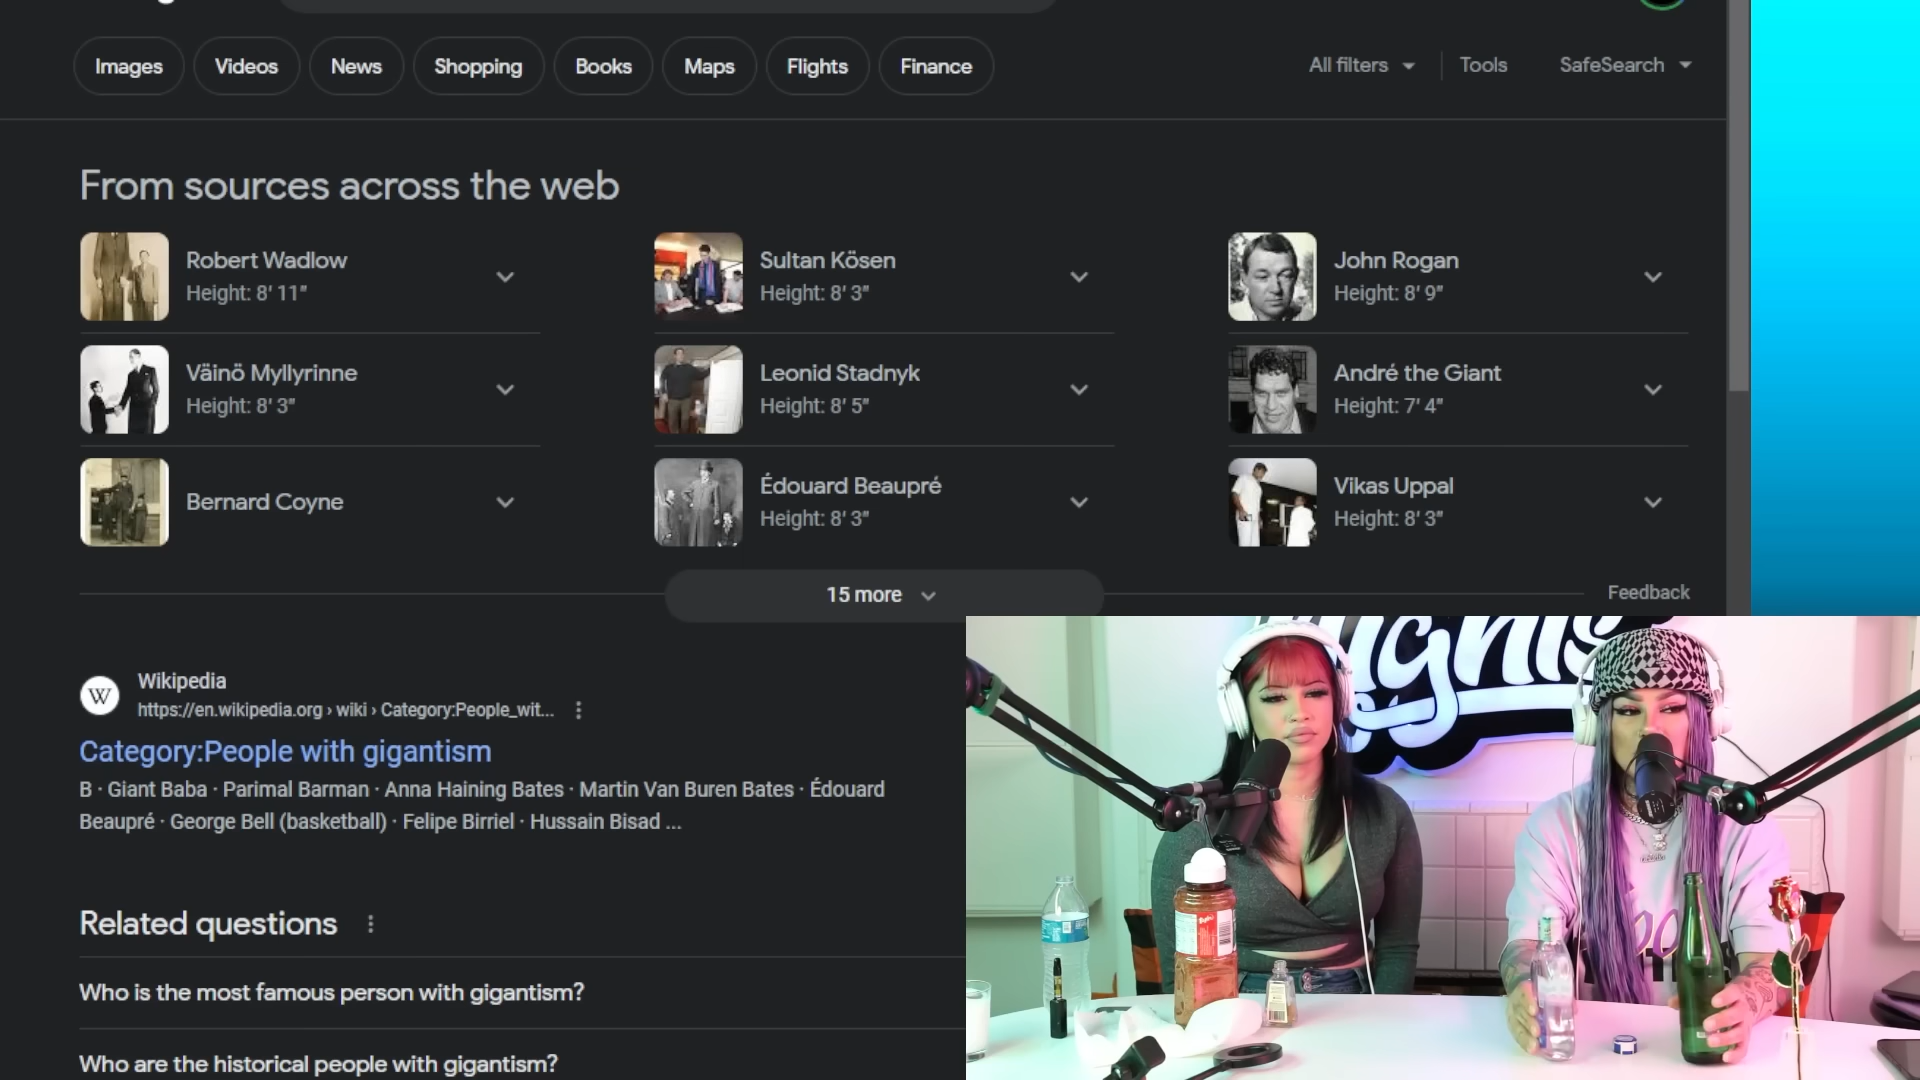 Images Videos News Shopping Books Maps Flights Finance All filters Tools SafeSearch
From sources across the web
Robert Wadlow
Height: 8' 11"
Sultan Kösen
Height: 8' 3"
John Rogan
Height: 8' 9"
Väinö Myllyrinne
Height: 8' 3"
Leonid Stadnyk
Height: 8' 5"
André the Giant
Height: 7' 4"
Bernard Coyne
Édouard Beaupré
Height: 8' 3"
Vikas Uppal
Height: 8' 3"
15 more
Feedback
W
Wikipedia
https://en.wikipedia.org › wiki › Category:People_wit...
Category:People with gigantism
B · Giant Baba · Parimal Barman · Anna Haining Bates · Martin Van Buren Bates · Édouard
Beaupré · George Bell (basketball) · Felipe Birriel · Hussain Bisad ...
Related questions
Who is the most famous person with gigantism?
Who are the historical people with gigantism?